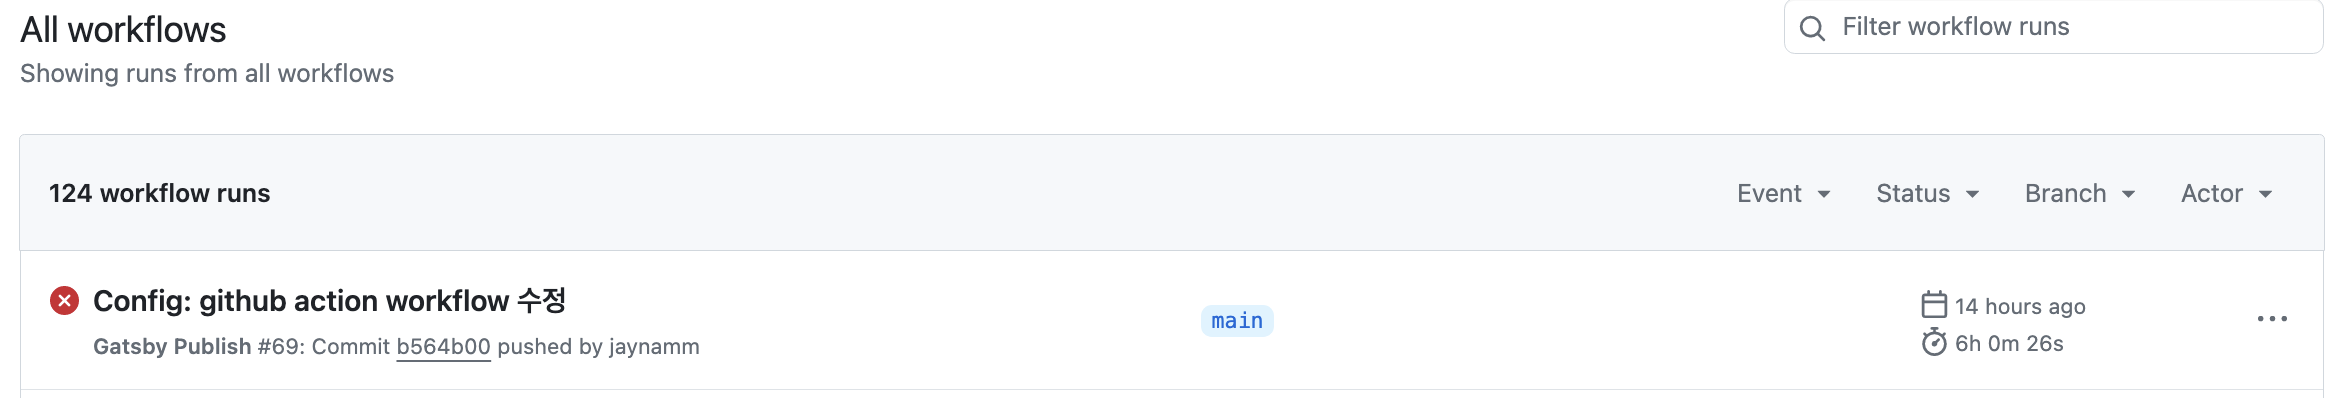 All workflows
Filter workflow runs
Showing runs from all workflows
124 workflow runs
Event
Status
Branch
Actor
Config: github action workflow 수정
Gatsby Publish #69: Commit b564b00 pushed by jaynamm
main
14 hours ago
6h 0m 26s